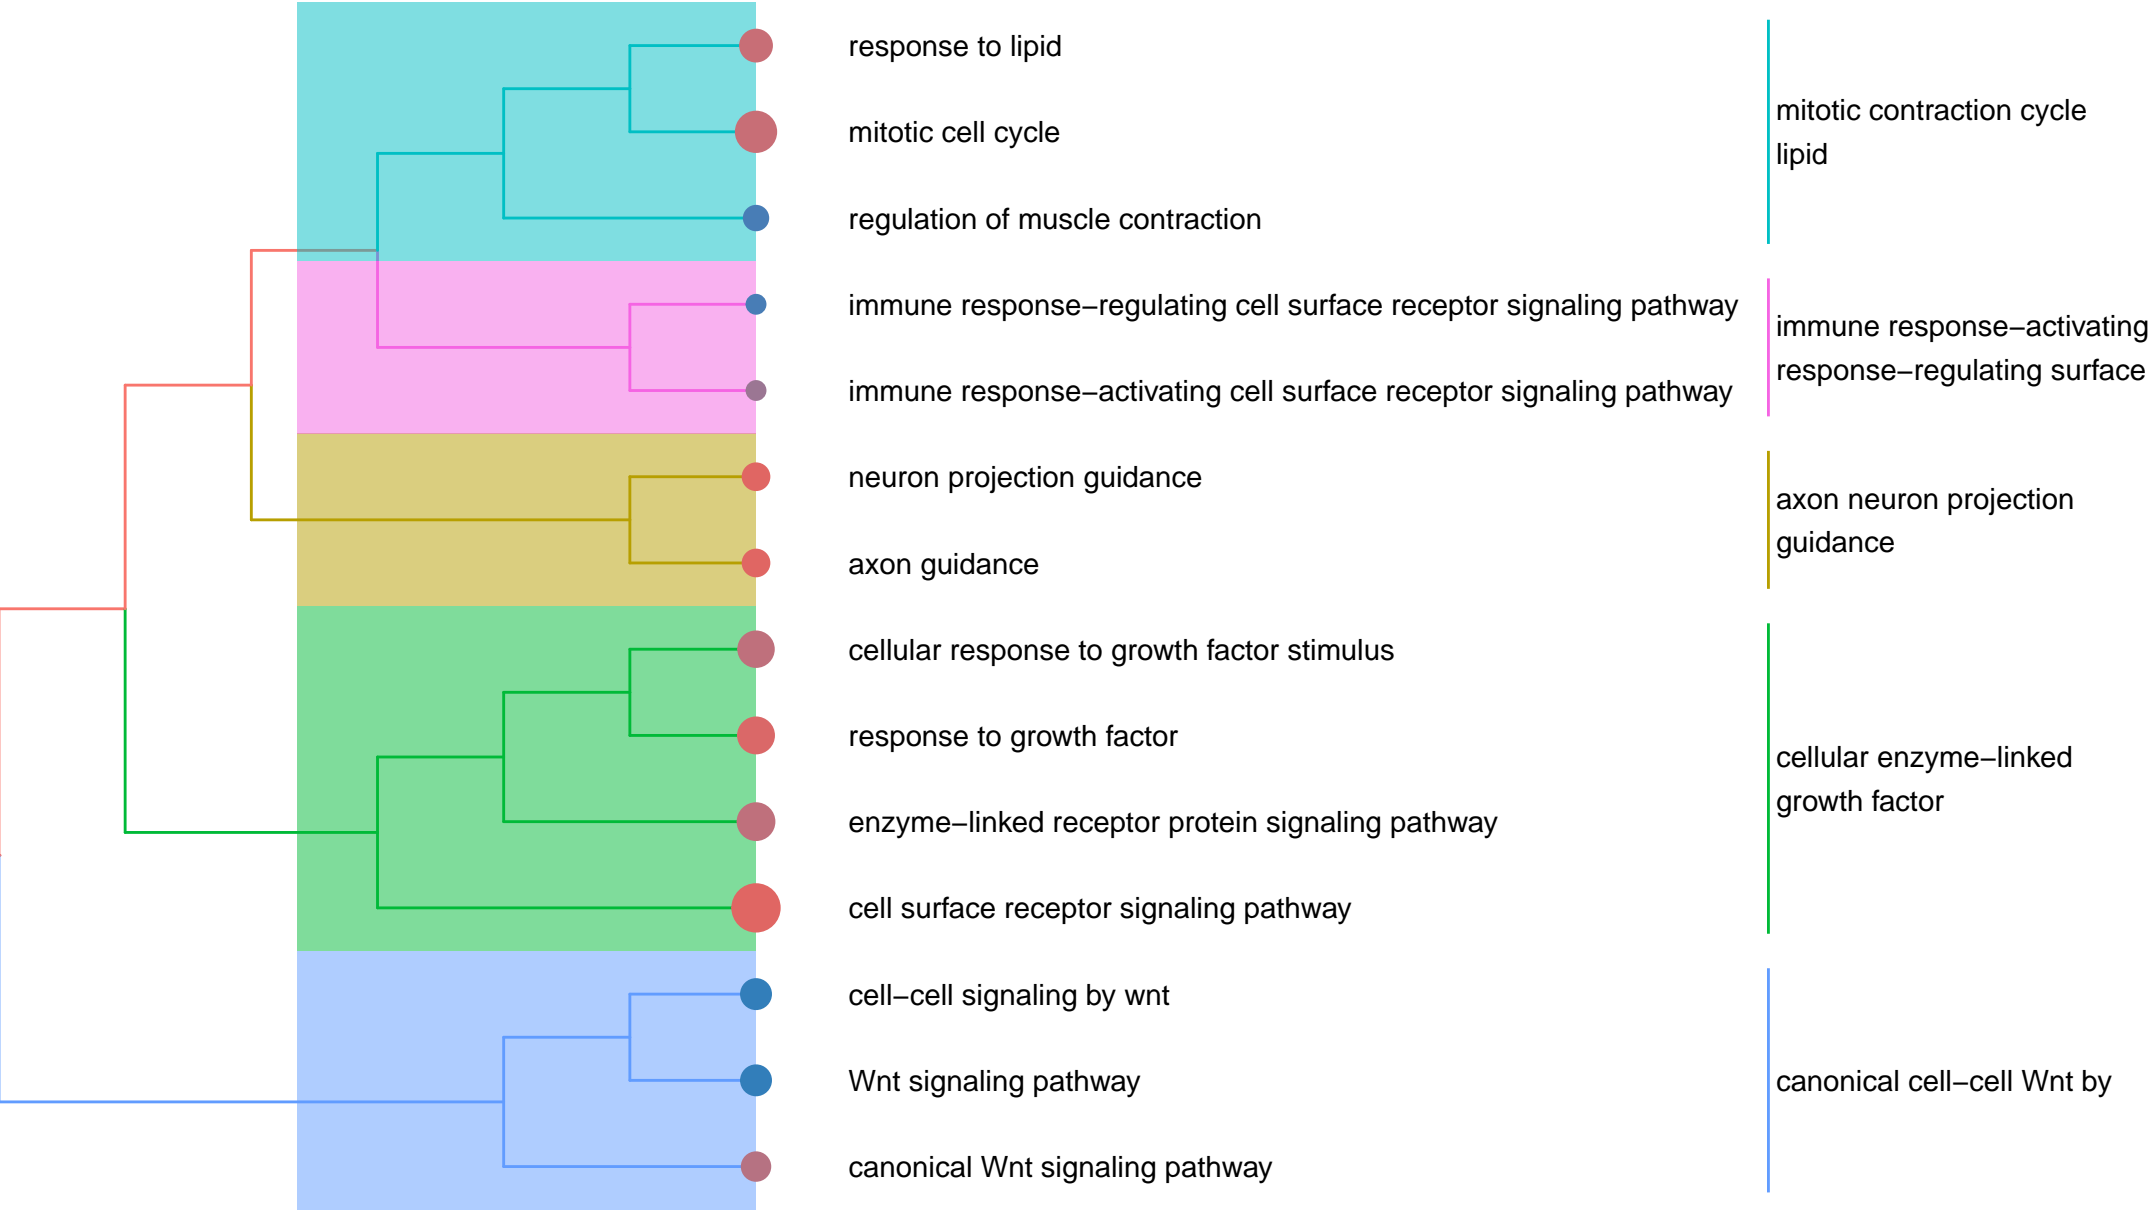 response to lipid
mitotic cell cycle
regulation of muscle contraction
immune response−regulating cell surface receptor signaling pathway
immune response−activating cell surface receptor signaling pathway
neuron projection guidance
axon guidance
cellular response to growth factor stimulus
response to growth factor
enzyme−linked receptor protein signaling pathway
cell surface receptor signaling pathway
cell−cell signaling by wnt
Wnt signaling pathway
canonical Wnt signaling pathway
mitotic contraction cycle
lipid
immune response−activating
response−regulating surface
axon neuron projection
guidance
cellular enzyme−linked
growth factor
canonical cell−cell Wnt by